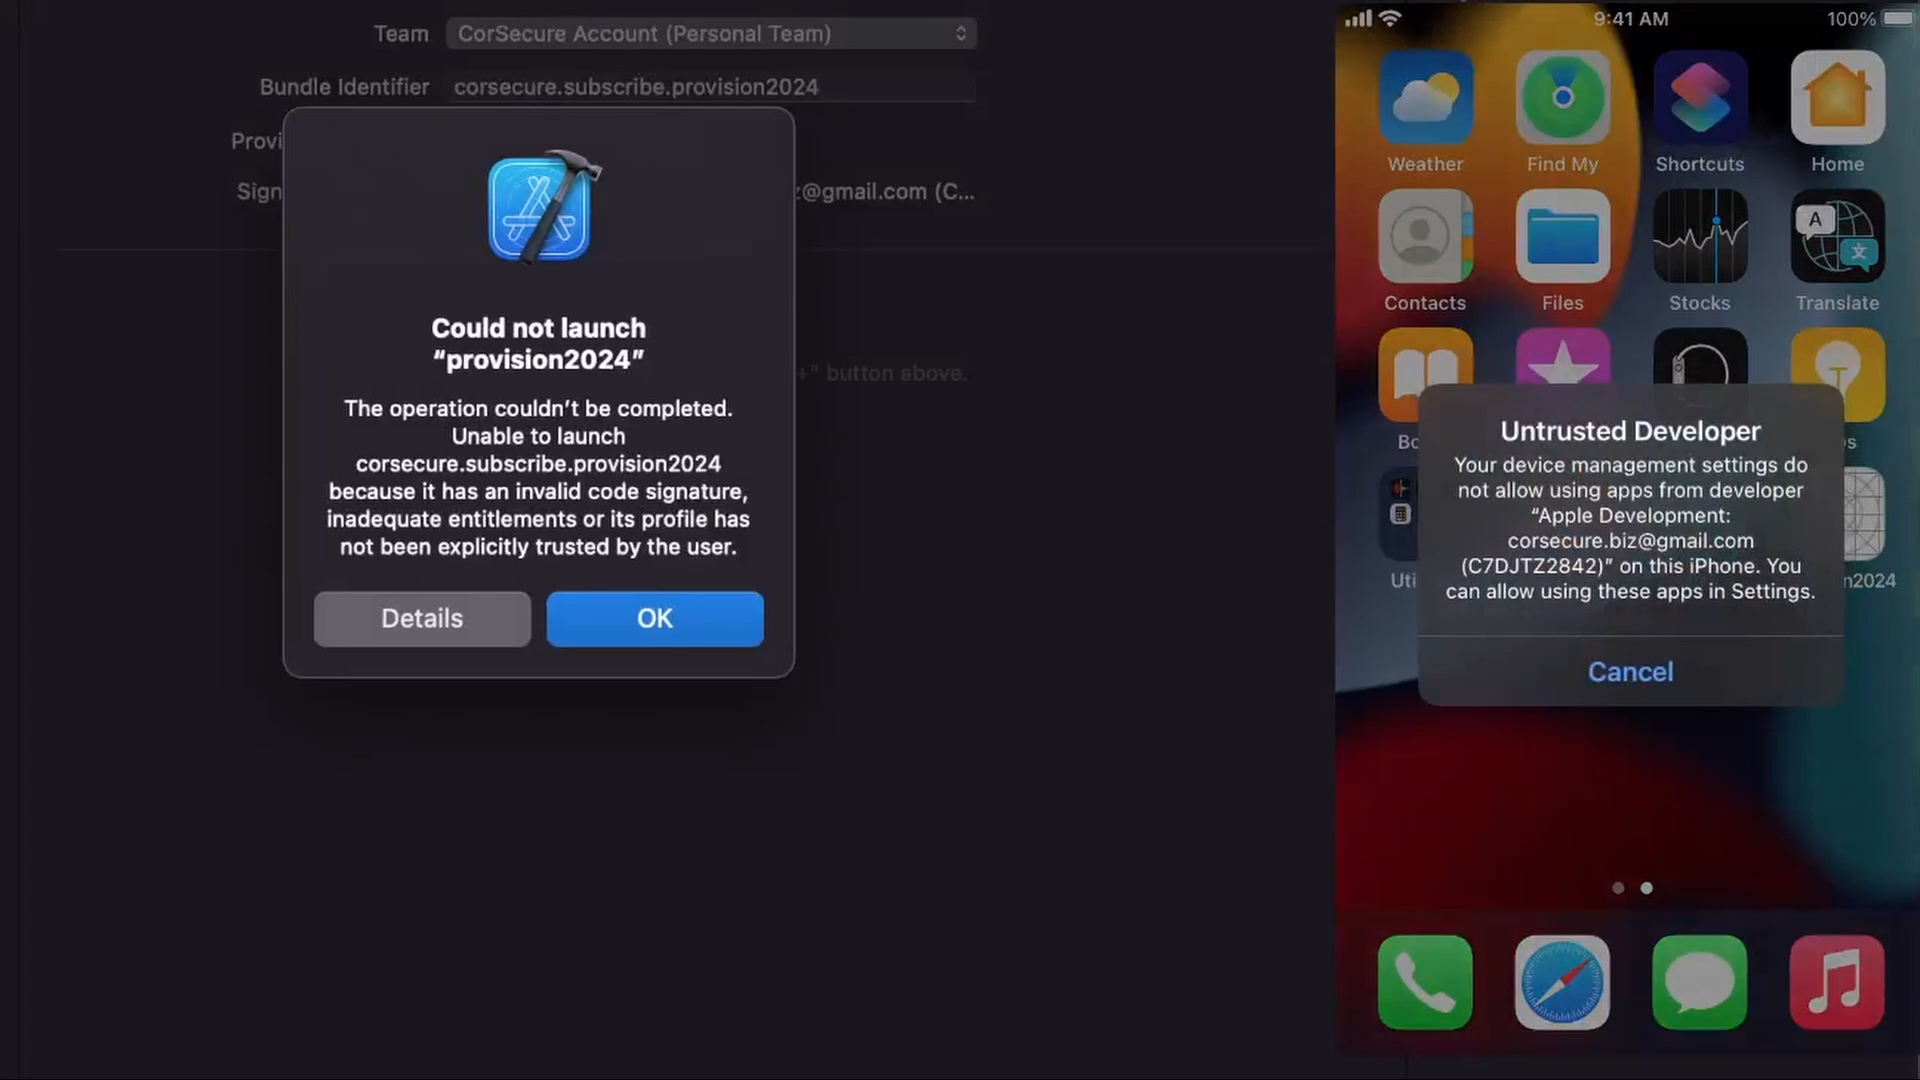 Team
CorSecure Account (Personal Team)
Bundle Identifier
corsecure.subscribe.provision2024
Provi
Sign
@gmail.com (C...
+" button above.
Could not launch
“provision2024”
The operation couldn’t be completed.
Unable to launch
corsecure.subscribe.provision2024
because it has an invalid code signature,
inadequate entitlements or its profile has
not been explicitly trusted by the user.
Details
OK
9:41 AM
100%
Weather
Find My
Shortcuts
Home
A
文
Contacts
Files
Stocks
Translate
Bo
s
Uti
n2024
Untrusted Developer
Your device management settings do
not allow using apps from developer
“Apple Development:
corsecure.biz@gmail.com
(C7DJTZ2842)” on this iPhone. You
can allow using these apps in Settings.
Cancel